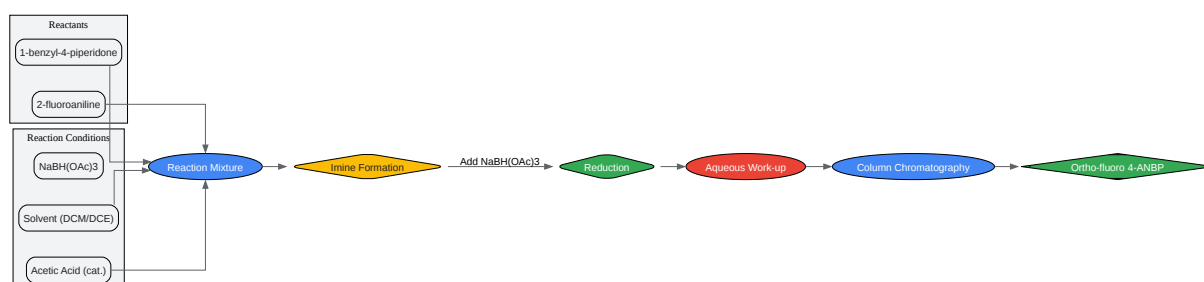 Reactants
1-benzyl-4-piperidone
2-fluoroaniline
Reaction Conditions
NaBH(OAc)3
Solvent (DCM/DCE)
Acetic Acid (cat.)
Reaction Mixture
Imine Formation
Add NaBH(OAc)3
Reduction
Aqueous Work-up
Column Chromatography
Ortho-fluoro 4-ANBP